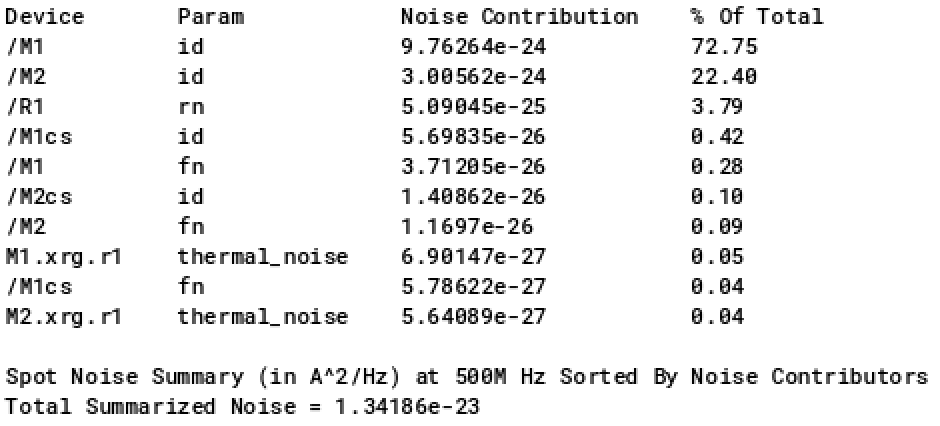 Device Param Noise Contribution % Of Total
/M1 id 9.76264e-24 72.75
/M2 id 3.00562e-24 22.40
/R1 rn 5.09045e-25 3.79
/M1cs id 5.69835e-26 0.42
/M1 fn 3.71205e-26 0.28
/M2cs id 1.40862e-26 0.10
/M2 fn 1.1697e-26 0.09
M1.xrg.r1 thermal_noise 6.90147e-27 0.05
/M1cs fn 5.78622e-27 0.04
M2.xrg.r1 thermal_noise 5.64089e-27 0.04
Spot Noise Summary (in A^2/Hz) at 500M Hz Sorted By Noise Contributors
Total Summarized Noise = 1.34186e-23